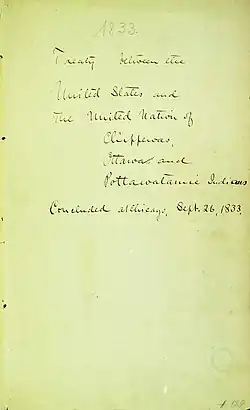 1833.
Treaty between the
United States and
The United Nation of
Chippewas,
Ottawas and
Pottawatamie Indians
Concluded at Chicago, Sept. 26, 1833.